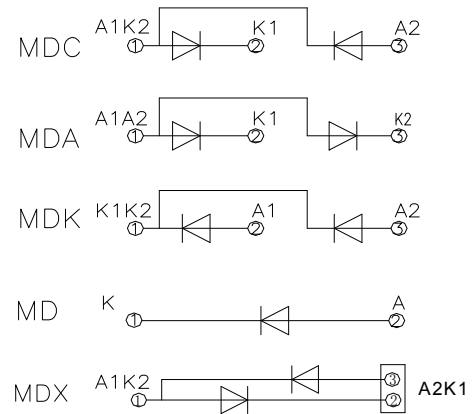 A1K2 K1 A2
MDC ① ② ③
A1A2 K1 K2
MDA ① ② ③
K1K2 A1 A2
MDK ① ② ③
K A
MD ① ②
A1K2 ③ A2K1
MDX ① ②